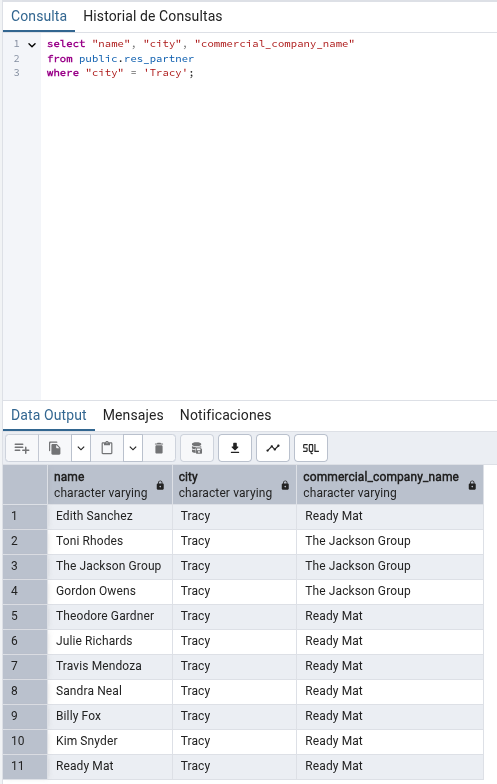 Consulta Historial de Consultas
1 select "name", "city", "commercial_company_name"
2 from public.res_partner
3 where "city" = 'Tracy';
Data Output Mensajes Notificaciones
SQL
name city commercial_company_name
character varying character varying character varying
1 Edith Sanchez Tracy Ready Mat
2 Toni Rhodes Tracy The Jackson Group
3 The Jackson Group Tracy The Jackson Group
4 Gordon Owens Tracy The Jackson Group
5 Theodore Gardner Tracy Ready Mat
6 Julie Richards Tracy Ready Mat
7 Travis Mendoza Tracy Ready Mat
8 Sandra Neal Tracy Ready Mat
9 Billy Fox Tracy Ready Mat
10 Kim Snyder Tracy Ready Mat
11 Ready Mat Tracy Ready Mat